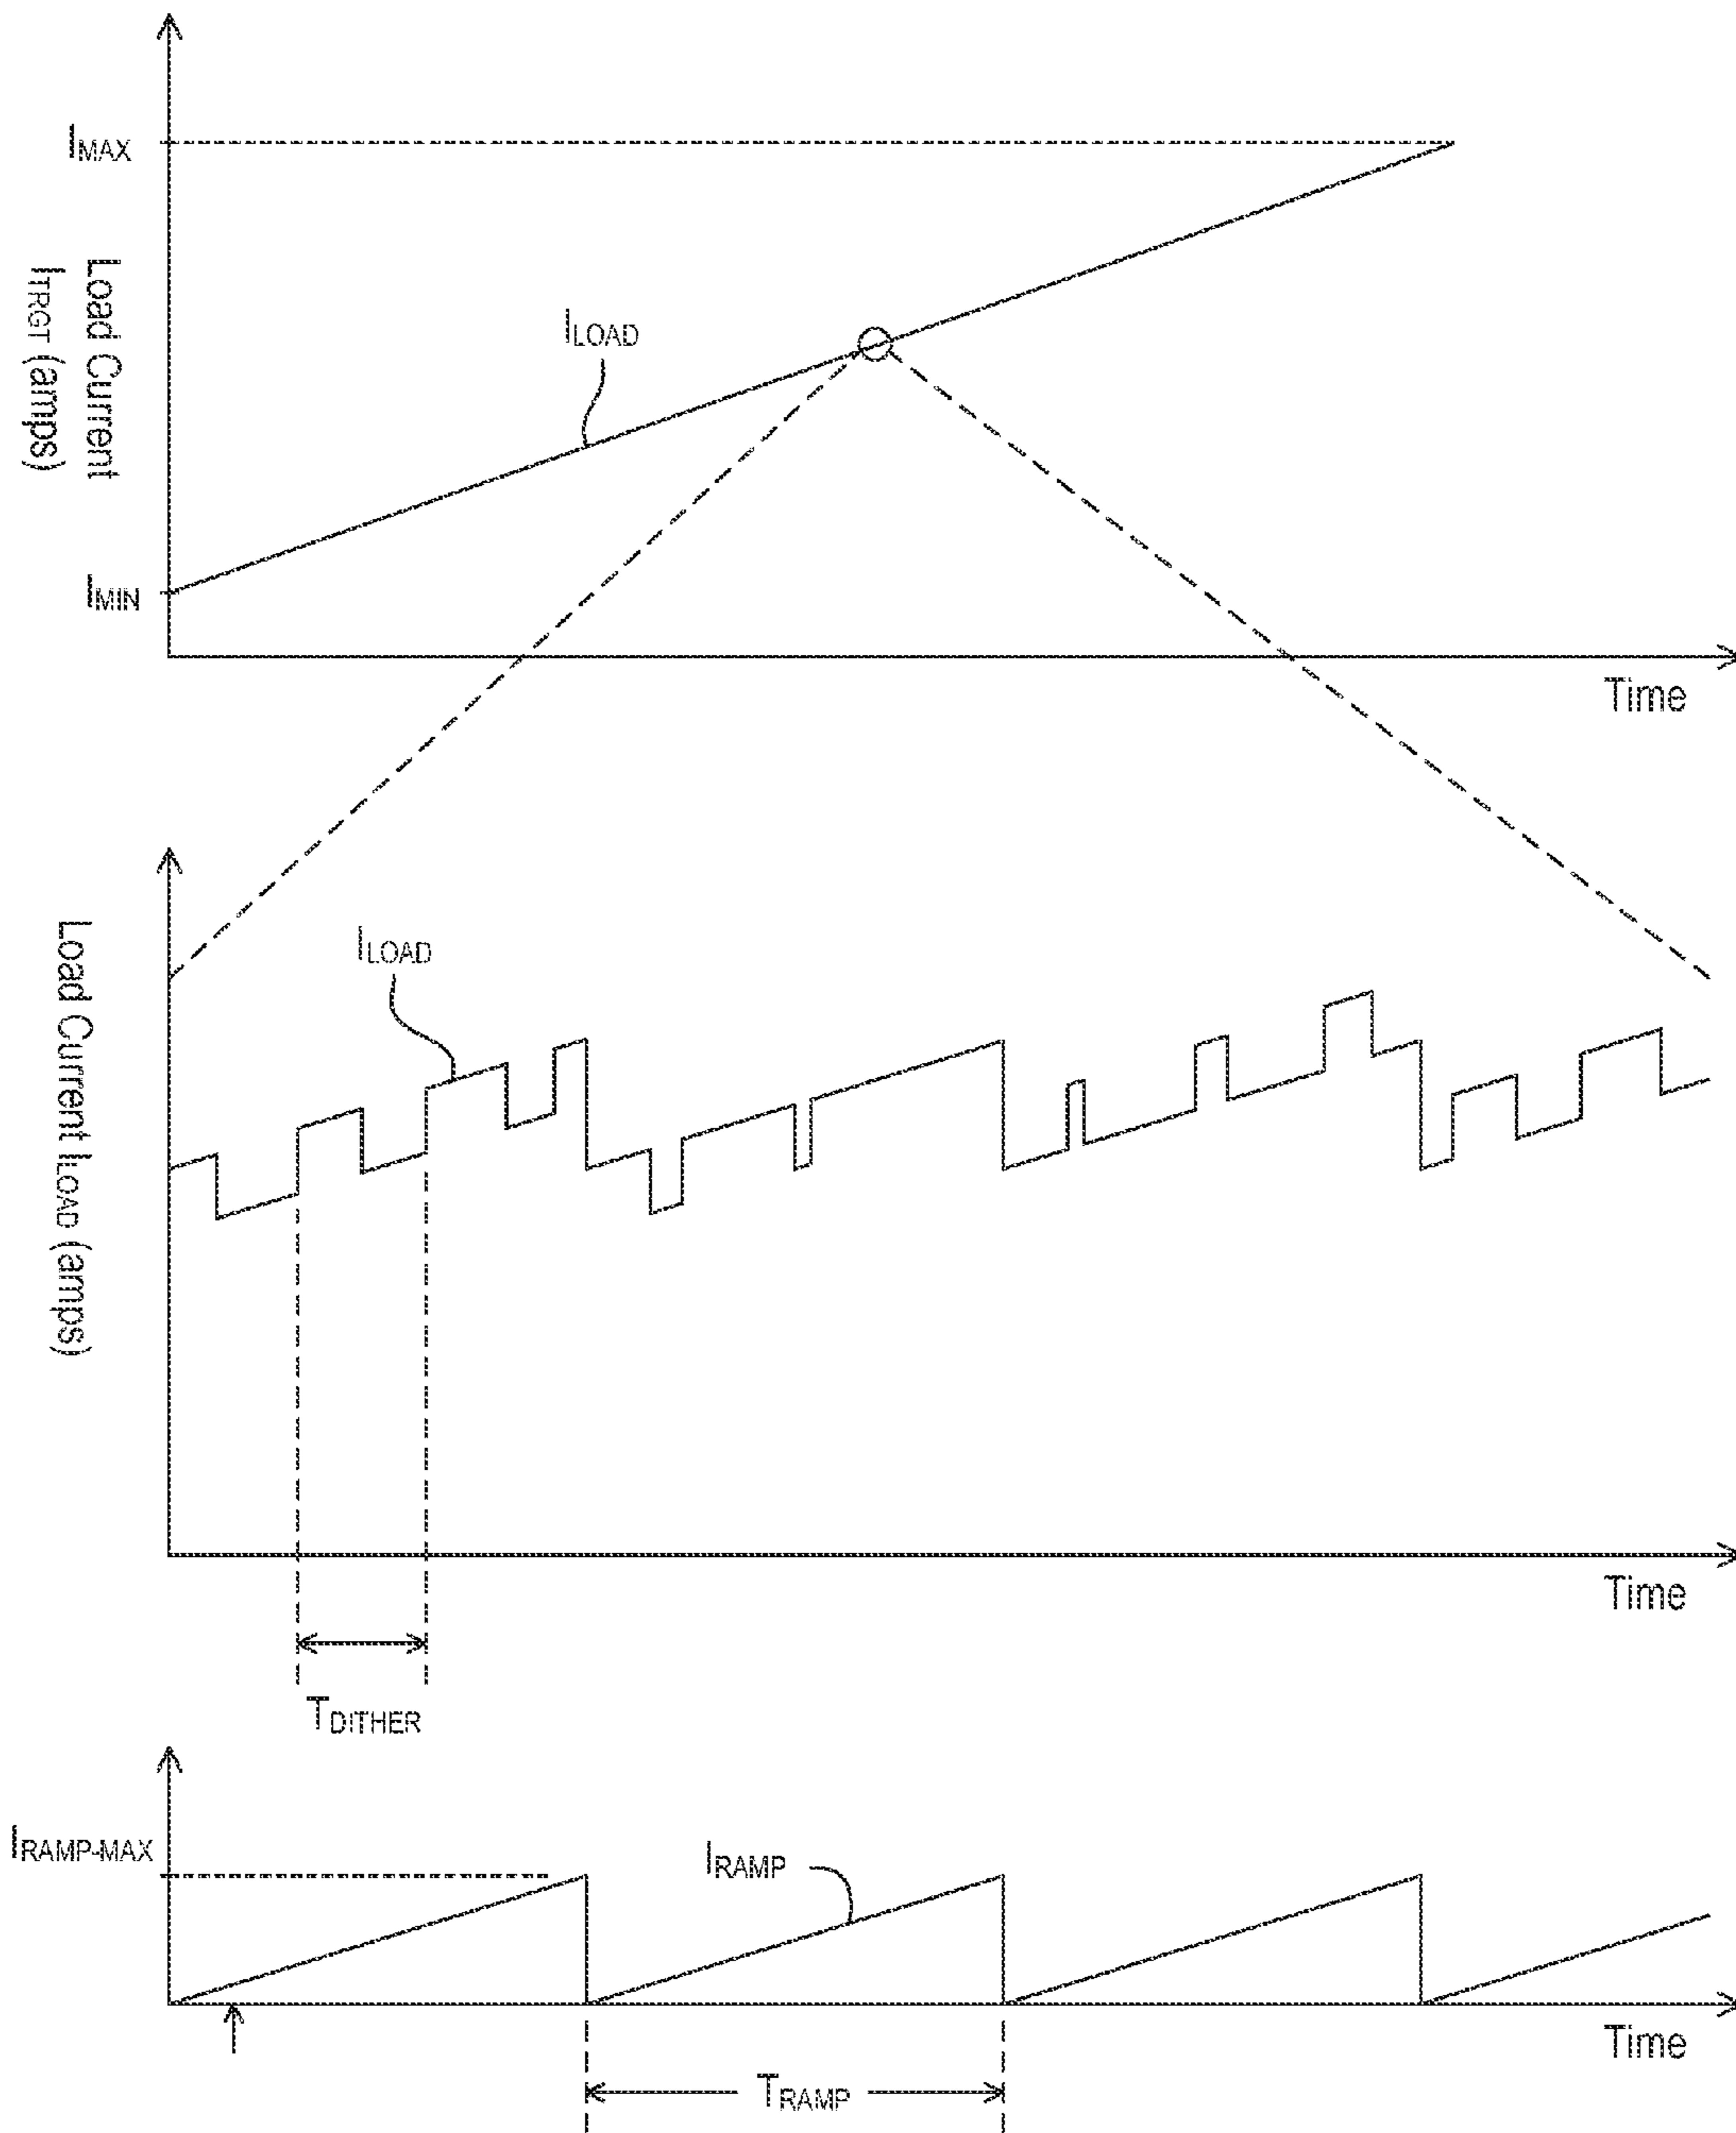 IMAX
Load Current
ITRGT (amps)
ILOAD
IMIN
Time
Load Current ILOAD (amps)
ILOAD
Time
TDITHER
IRAMP-MAX
IRAMP
Time
TRAMP